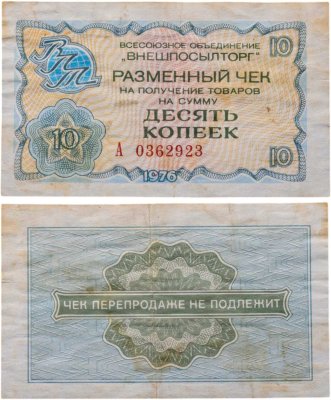 ВПТ
10
ВСЕСОЮЗНОЕ ОБЪЕДИНЕНИЕ
"ВНЕШПОСЫЛТОРГ"
РАЗМЕННЫЙ ЧЕК
НА ПОЛУЧЕНИЕ ТОВАРОВ
НА СУММУ
ДЕСЯТЬ
КОПЕЕК
10
А 0362923
10
1976
ЧЕК ПЕРЕПРОДАЖЕ НЕ ПОДЛЕЖИТ